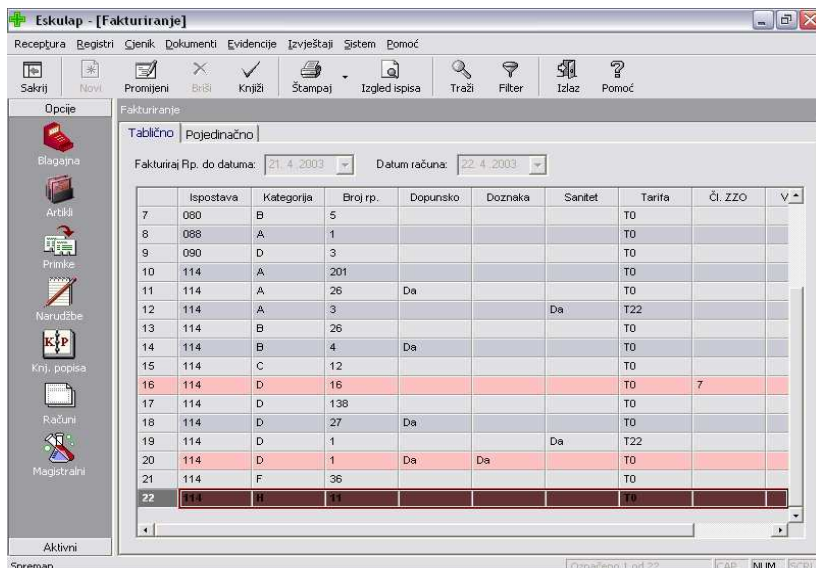 Eskulap - [Fakturiranje]
Receptura Registri Cjenik Dokumenti Evidencije Izvještaji Sistem Pomoć
Sakrij Novi Promijeni Briši Knjiži Štampaj Izgled ispisa Traži Filter Izlaz Pomoć
Opcije
Blagajna
Artikli
Primke
Narudžbe
K P
Knj. popisa
Računi
Magistralni
Aktivni
Fakturiranje
Tablično Pojedinačno
Fakturiraj Rp. do datuma: 21. 4 .2003 Datum računa: 22. 4 .2003
Ispostava Kategorija Broj rp. Dopunsko Doznaka Sanitet Tarifa Čl. ZZO V
7 080 B 5 T0
8 088 A 1 T0
9 090 D 3 T0
10 114 A 201 T0
11 114 A 26 Da T0
12 114 A 3 Da T22
13 114 B 26 T0
14 114 B 4 Da T0
15 114 C 12 T0
16 114 D 16 T0 7
17 114 D 138 T0
18 114 D 27 Da T0
19 114 D 1 Da T22
20 114 D 1 Da Da T0
21 114 F 36 T0
22 114 H 11 T0
Spreman Označeno 1 od 22 CAP NUM SCRL